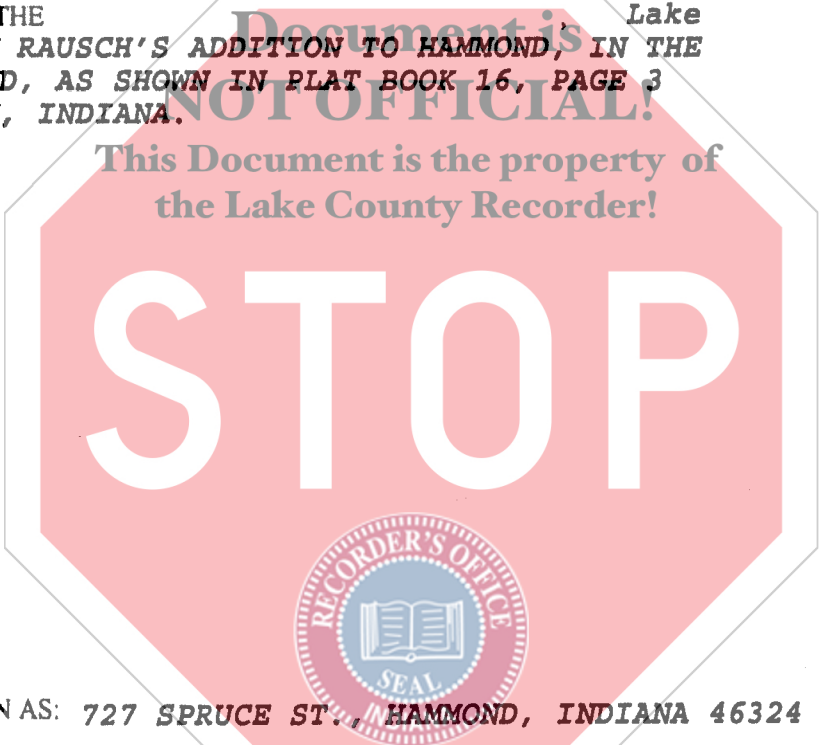 THE , Lake
RAUSCH'S ADDITION TO HAMMOND, IN THE
D, AS SHOWN IN PLAT BOOK 16, PAGE 3
, INDIANA.
Document is
NOT OFFICIAL!
This Document is the property of
the Lake County Recorder!
STOP
RECORDER'S OFFICE
SEAL
INDIANA
N AS: 727 SPRUCE ST., HAMMOND, INDIANA 46324